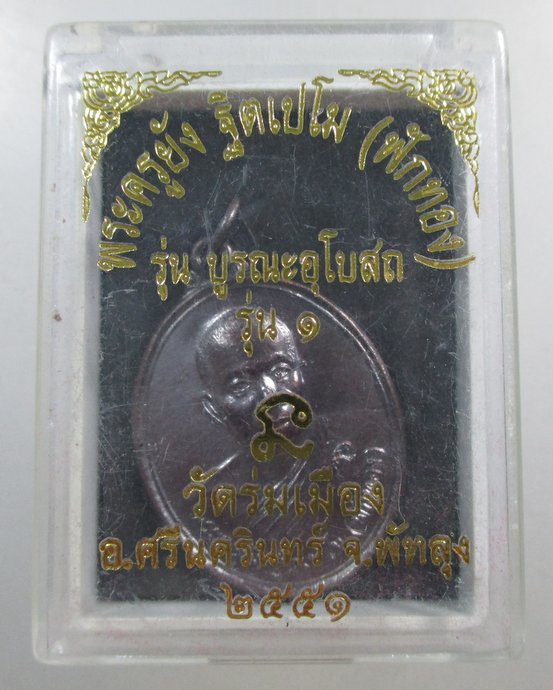 พระครูยัง ฐิตเปโม (ฟักทอง)
รุ่น บูรณะอุโบสถ
รุ่น ๑
วัดร่มเมือง
อ.ศรีนครินทร์ จ.พัทลุง
๒๕๕๑